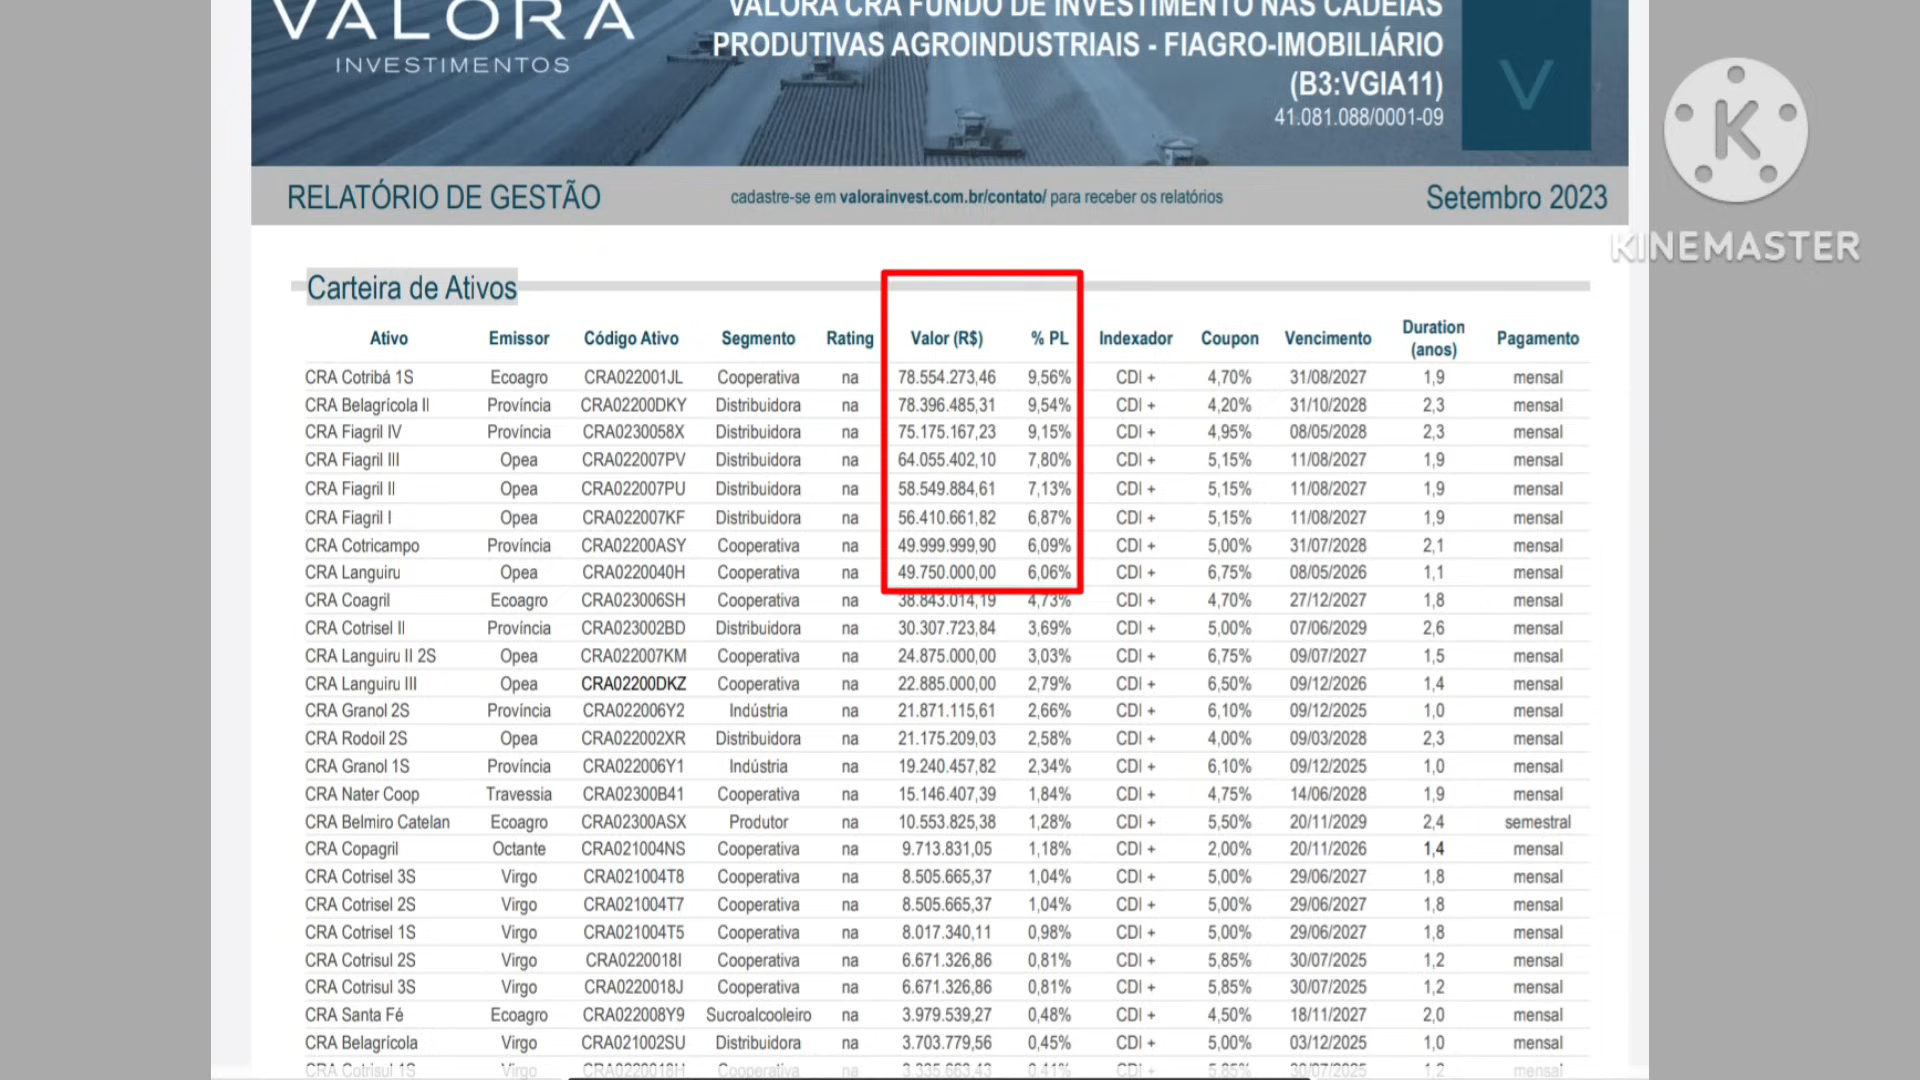 VALORA
INVESTIMENTOS
VALORA CRA FUNDO DE INVESTIMENTO NAS CADEIAS
PRODUTIVAS AGROINDUSTRIAIS - FIAGRO-IMOBILIÁRIO
(B3:VGIA11)
41.081.088/0001-09
V
K
KINEMASTER
RELATÓRIO DE GESTÃO cadastre-se em valorainvest.com.br/contato/ para receber os relatórios Setembro 2023
Carteira de Ativos
Ativo Emissor Código Ativo Segmento Rating Valor (R$) % PL Indexador Coupon Vencimento Duration (anos) Pagamento
CRA Cotribá 1S Ecoagro CRA022001JL Cooperativa na 78.554.273,46 9,56% CDI + 4,70% 31/08/2027 1,9 mensal
CRA Belagrícola II Província CRA02200DKY Distribuidora na 78.396.485,31 9,54% CDI + 4,20% 31/10/2028 2,3 mensal
CRA Fiagril IV Província CRA0230058X Distribuidora na 75.175.167,23 9,15% CDI + 4,95% 08/05/2028 2,3 mensal
CRA Fiagril III Opea CRA022007PV Distribuidora na 64.055.402,10 7,80% CDI + 5,15% 11/08/2027 1,9 mensal
CRA Fiagril II Opea CRA022007PU Distribuidora na 58.549.884,61 7,13% CDI + 5,15% 11/08/2027 1,9 mensal
CRA Fiagril I Opea CRA022007KF Distribuidora na 56.410.661,82 6,87% CDI + 5,15% 11/08/2027 1,9 mensal
CRA Cotricampo Província CRA02200ASY Cooperativa na 49.999.999,90 6,09% CDI + 5,00% 31/07/2028 2,1 mensal
CRA Languiru Opea CRA0220040H Cooperativa na 49.750.000,00 6,06% CDI + 6,75% 08/05/2026 1,1 mensal
CRA Coagril Ecoagro CRA023006SH Cooperativa na 38.843.014,19 4,73% CDI + 4,70% 27/12/2027 1,8 mensal
CRA Cotrisel II Província CRA023002BD Distribuidora na 30.307.723,84 3,69% CDI + 5,00% 07/06/2029 2,6 mensal
CRA Languiru II 2S Opea CRA022007KM Cooperativa na 24.875.000,00 3,03% CDI + 6,75% 09/07/2027 1,5 mensal
CRA Languiru III Opea CRA02200DKZ Cooperativa na 22.885.000,00 2,79% CDI + 6,50% 09/12/2026 1,4 mensal
CRA Granol 2S Província CRA022006Y2 Indústria na 21.871.115,61 2,66% CDI + 6,10% 09/12/2025 1,0 mensal
CRA Rodoil 2S Opea CRA022002XR Distribuidora na 21.175.209,03 2,58% CDI + 4,00% 09/03/2028 2,3 mensal
CRA Granol 1S Província CRA022006Y1 Indústria na 19.240.457,82 2,34% CDI + 6,10% 09/12/2025 1,0 mensal
CRA Nater Coop Travessia CRA02300B41 Cooperativa na 15.146.407,39 1,84% CDI + 4,75% 14/06/2028 1,9 mensal
CRA Belmiro Catelan Ecoagro CRA02300ASX Produtor na 10.553.825,38 1,28% CDI + 5,50% 20/11/2029 2,4 semestral
CRA Copagril Octante CRA021004NS Cooperativa na 9.713.831,05 1,18% CDI + 2,00% 20/11/2026 1,4 mensal
CRA Cotrisel 3S Virgo CRA021004T8 Cooperativa na 8.505.665,37 1,04% CDI + 5,00% 29/06/2027 1,8 mensal
CRA Cotrisel 2S Virgo CRA021004T7 Cooperativa na 8.505.665,37 1,04% CDI + 5,00% 29/06/2027 1,8 mensal
CRA Cotrisel 1S Virgo CRA021004T5 Cooperativa na 8.017.340,11 0,98% CDI + 5,00% 29/06/2027 1,8 mensal
CRA Cotrisul 2S Virgo CRA0220018I Cooperativa na 6.671.326,86 0,81% CDI + 5,85% 30/07/2025 1,2 mensal
CRA Cotrisul 3S Virgo CRA0220018J Cooperativa na 6.671.326,86 0,81% CDI + 5,85% 30/07/2025 1,2 mensal
CRA Santa Fé Ecoagro CRA022008Y9 Sucroalcooleiro na 3.979.539,27 0,48% CDI + 4,50% 18/11/2027 2,0 mensal
CRA Belagrícola Virgo CRA021002SU Distribuidora na 3.703.779,56 0,45% CDI + 5,00% 03/12/2025 1,0 mensal
CRA Cotrisul 1S Virgo CRA0220018H Cooperativa na 3.335.663,43 0,41% CDI + 5,85% 30/07/2025 1,2 mensal